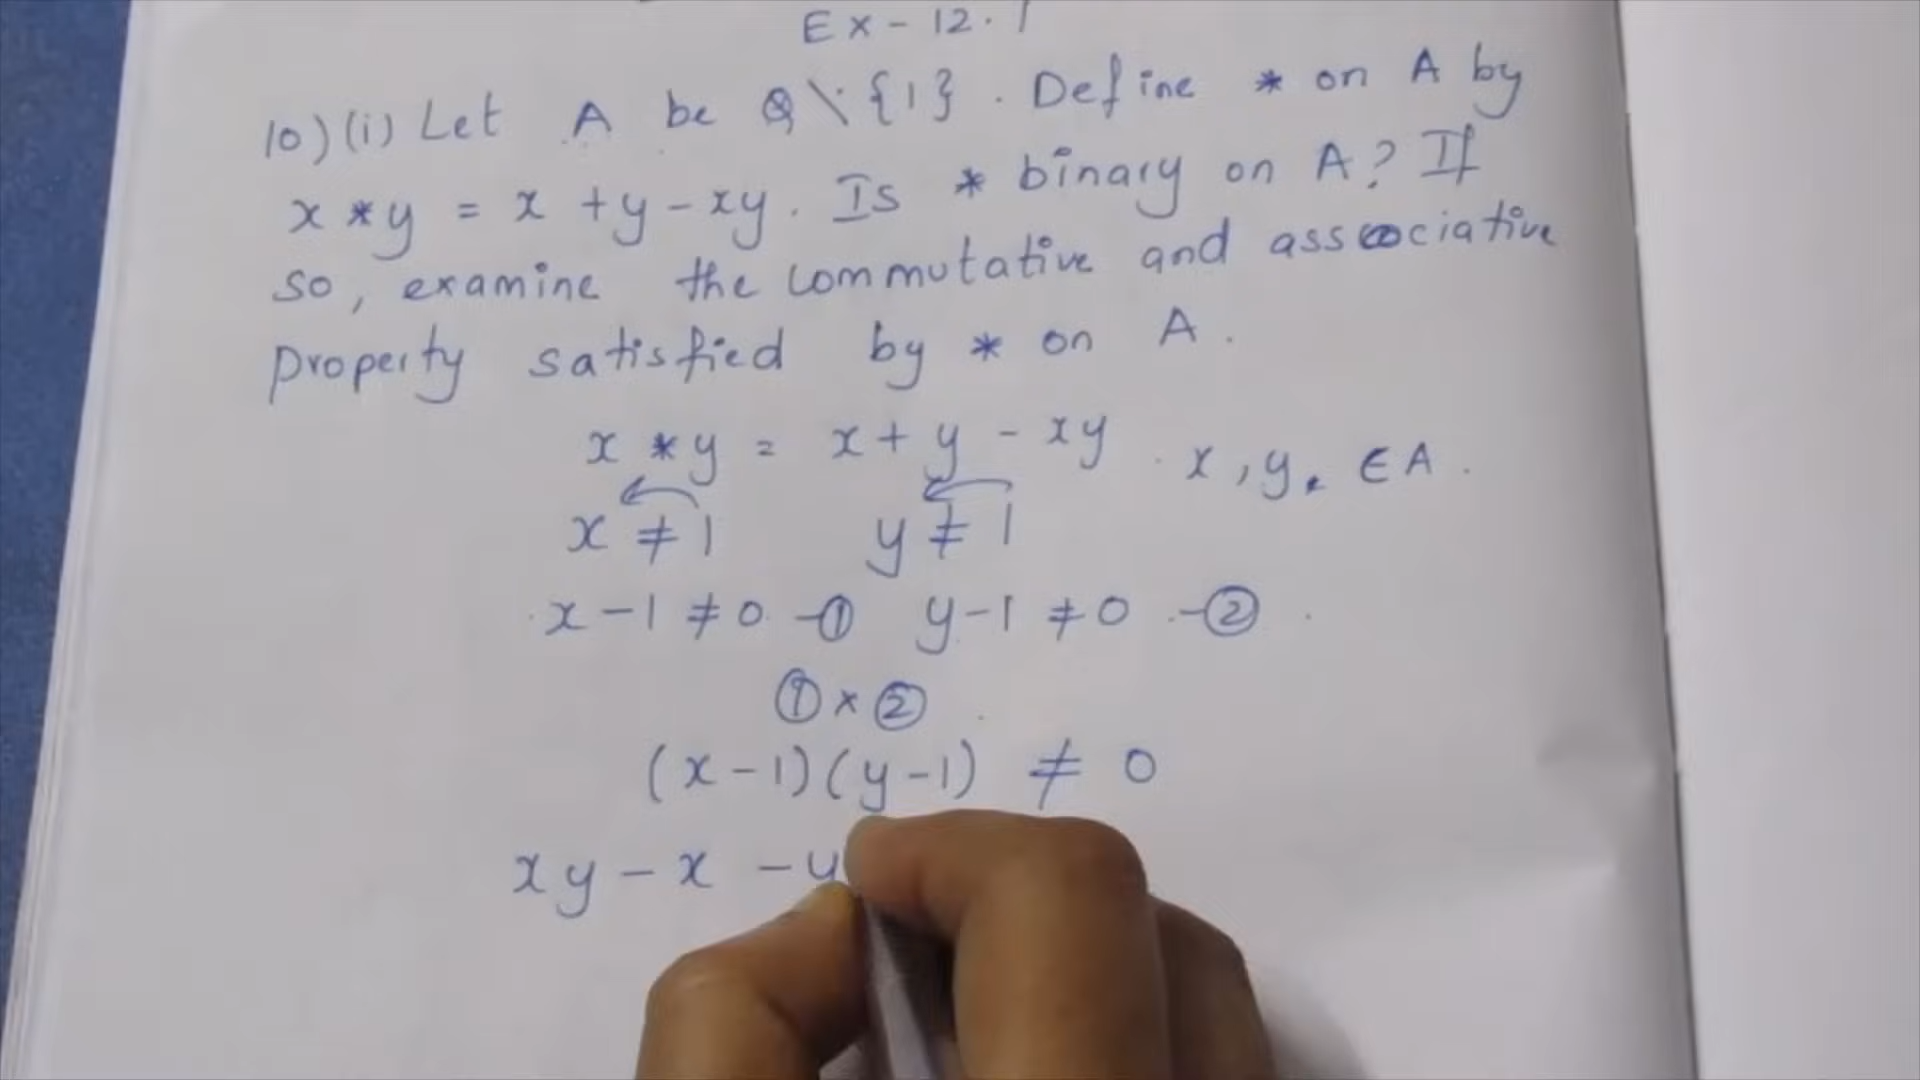 Ex - 12.1
10) (i) Let A be Q \ {1} . Define * on A by
x * y = x + y - xy . Is * binary on A ? If
so, examine the commutative and associative
property satisfied by * on A .
x * y = x + y - xy . x , y ∈ A .
x ≠ 1 y ≠ 1
x - 1 ≠ 0 - ① y - 1 ≠ 0 - ②
① × ②
(x - 1) (y - 1) ≠ 0
xy - x - y